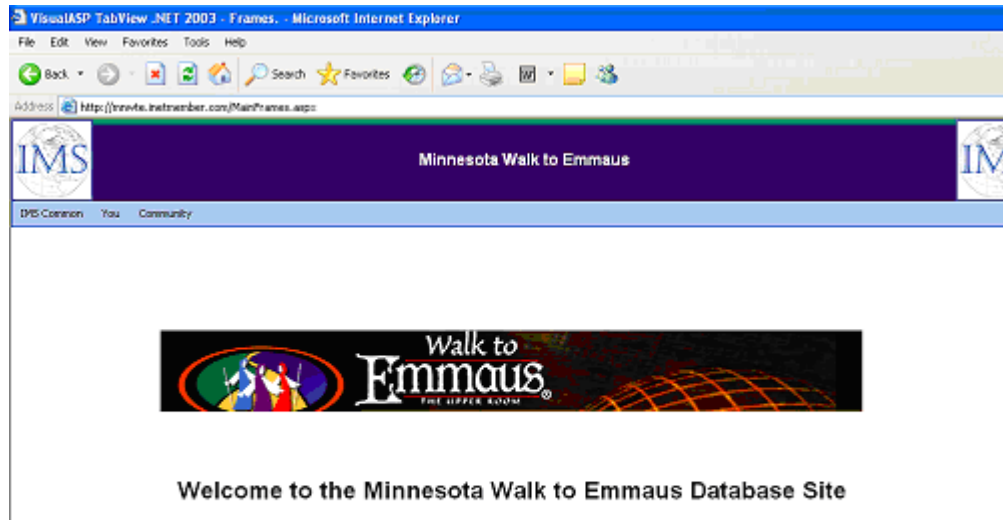 VisualASP TabView .NET 2003 - Frames. - Microsoft Internet Explorer
File Edit View Favorites Tools Help
Back Search Favorites
Address http://mnwte.inetmember.com/MainFrames.aspx
IMS Minnesota Walk to Emmaus IM
IMS Common You Community
Walk to
Emmaus®
THE UPPER ROOM
Welcome to the Minnesota Walk to Emmaus Database Site